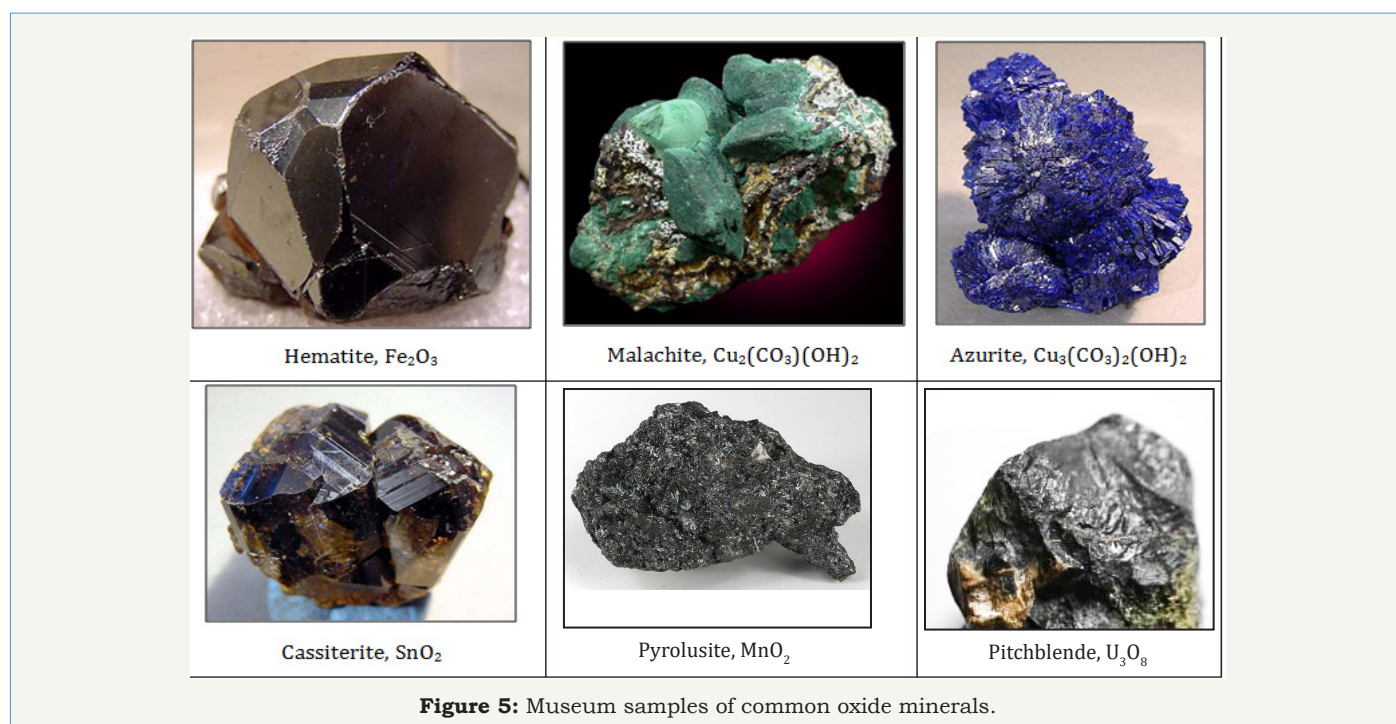 Hematite, Fe₂O₃
Malachite, Cu₂(CO₃)(OH)₂
Azurite, Cu₃(CO₃)₂(OH)₂
Cassiterite, SnO₂
Pyrolusite, MnO₂
Pitchblende, U₃O₈
Figure 5: Museum samples of common oxide minerals.